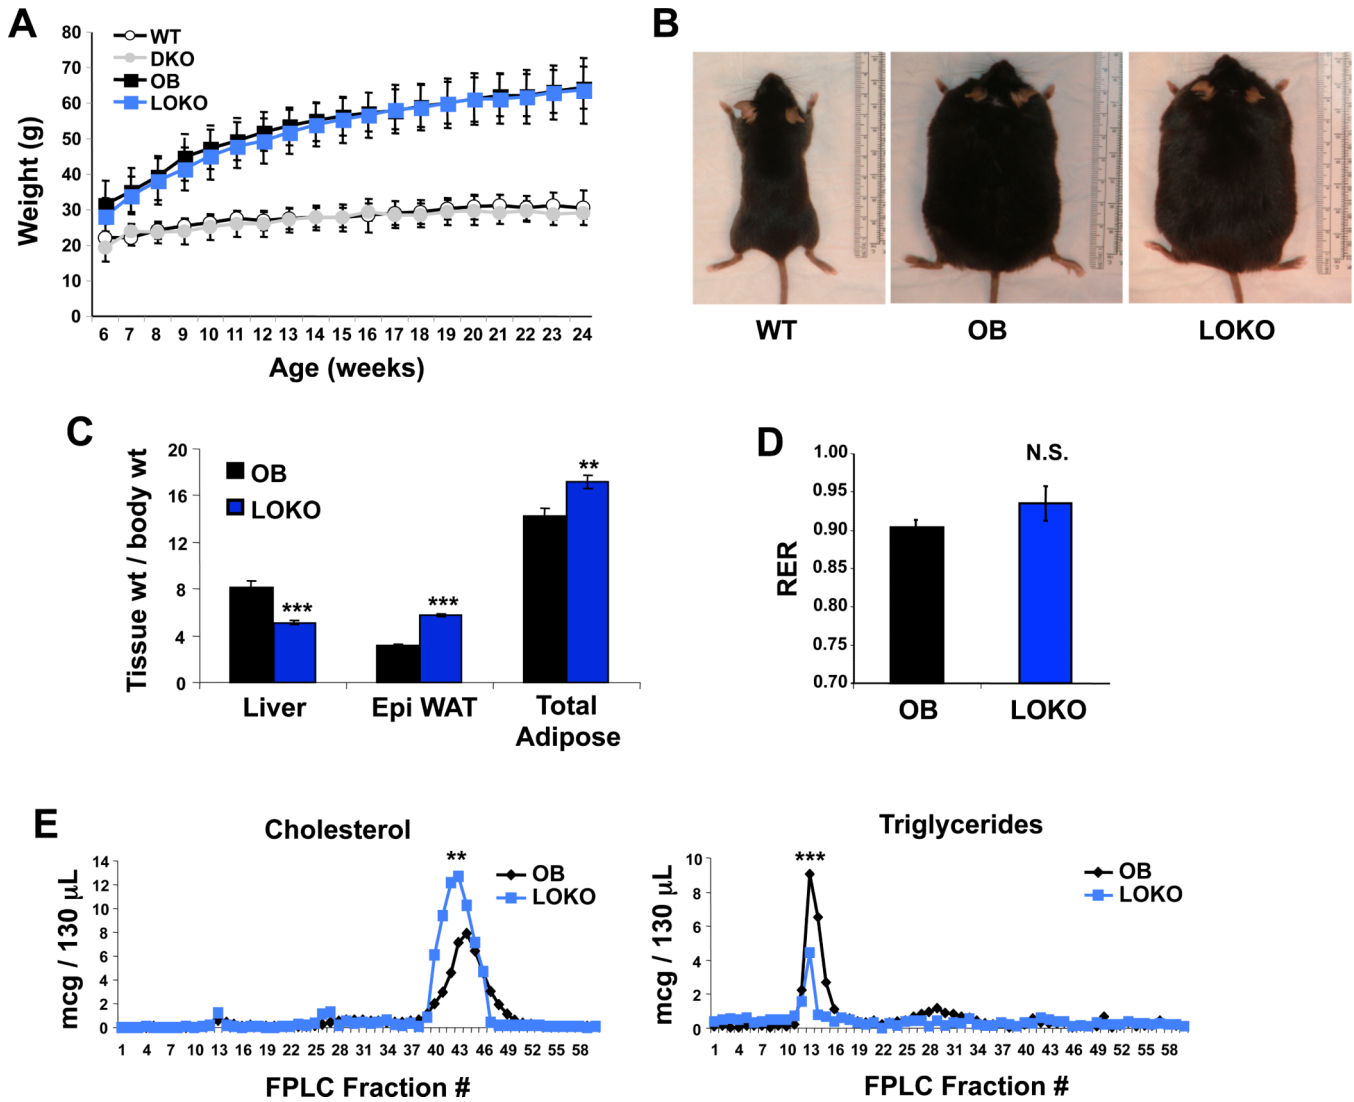 A
80
70
60
50
40
30
20
10
0
Weight (g)
WT
DKO
OB
LOKO
6 7 8 9 10 11 12 13 14 15 16 17 18 19 20 21 22 23 24
Age (weeks)
B
WT OB LOKO
C
20
16
12
8
4
0
Tissue wt / body wt
OB
LOKO
***
***
**
Liver Epi WAT Total
Adipose
D
1.00
0.95
0.90
0.85
0.80
0.75
0.70
RER
N.S.
OB LOKO
E
Cholesterol
14
12
10
8
6
4
2
0
mcg / 130 µL
**
OB
LOKO
1 4 7 10 13 16 19 22 25 28 31 34 37 40 43 46 49 52 55 58
FPLC Fraction #
Triglycerides
10
8
6
4
2
0
mcg / 130 µL
***
OB
LOKO
1 4 7 10 13 16 19 22 25 28 31 34 37 40 43 46 49 52 55 58
FPLC Fraction #